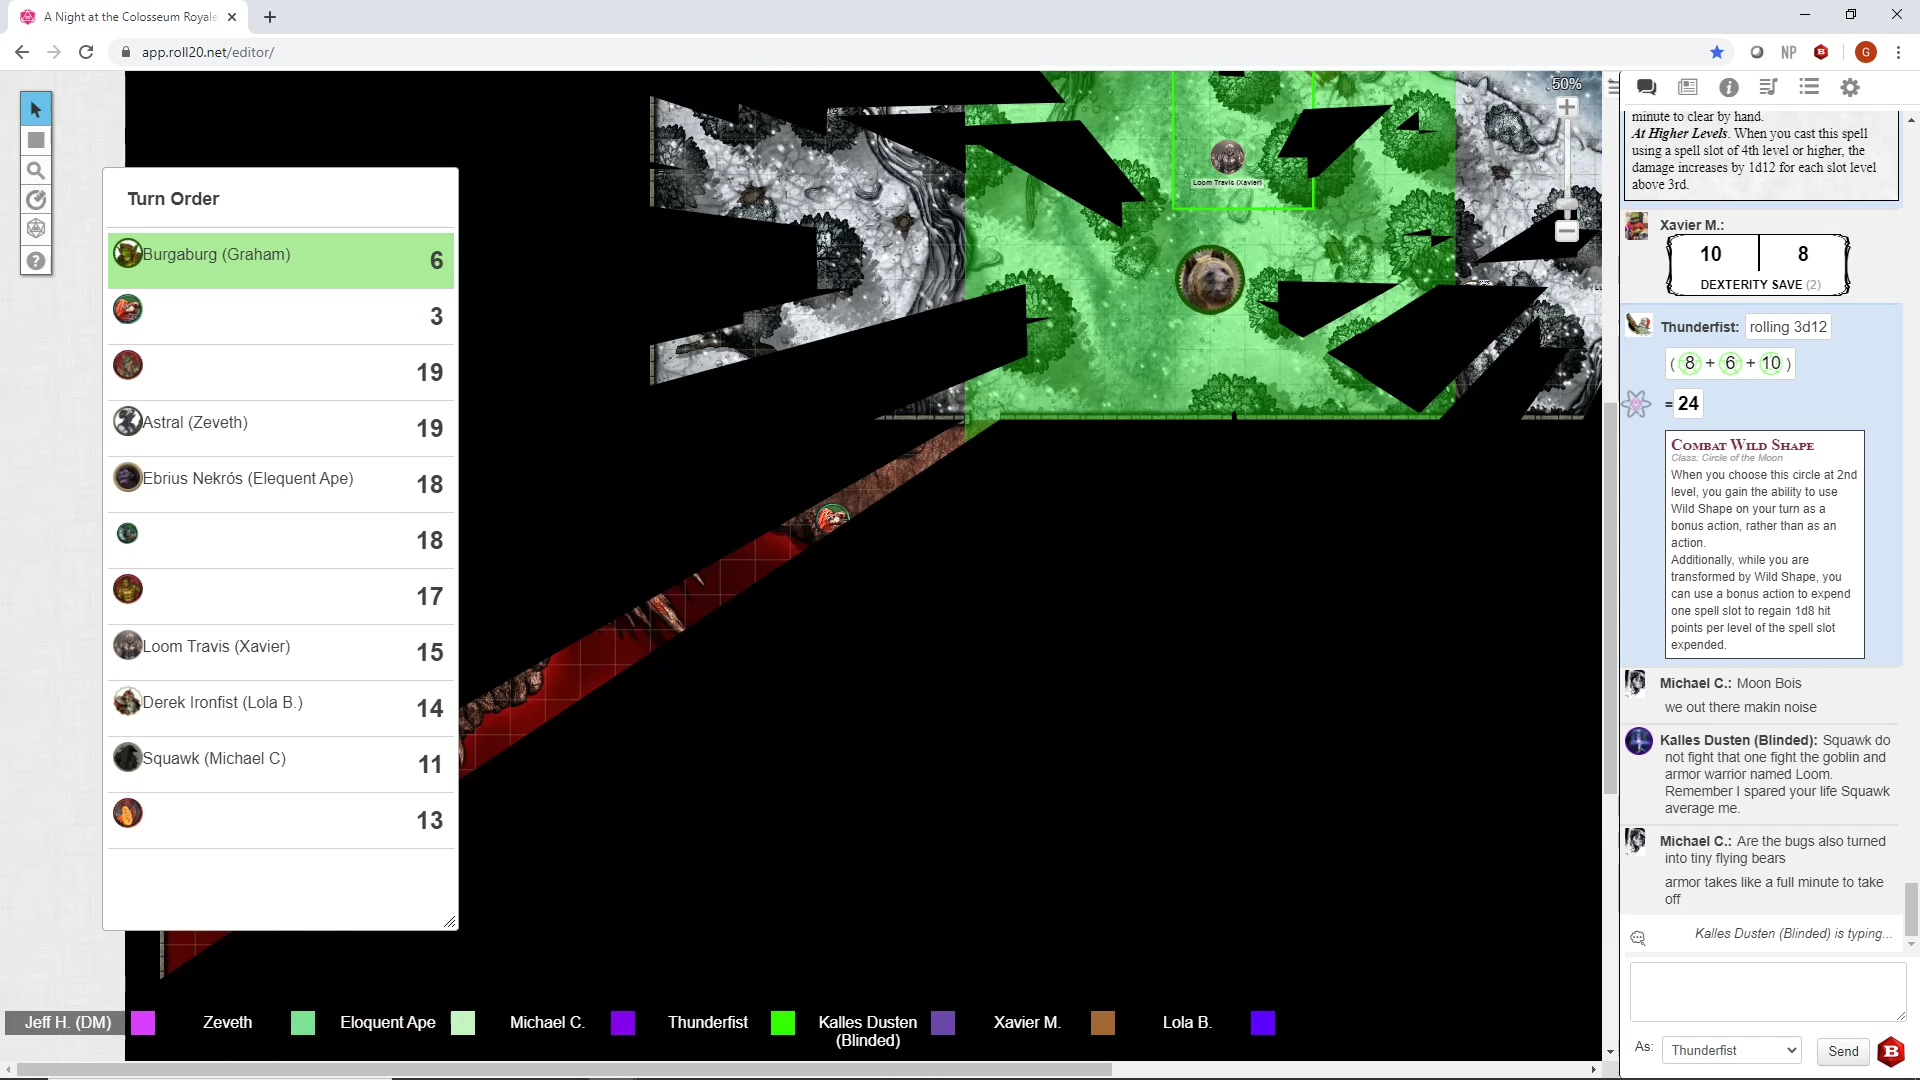 A Night at the Colosseum Royale
app.roll20.net/editor/
NP
B
G
50%
Turn Order
Burgaburg (Graham)
6
3
19
Astral (Zeveth)
19
Ebrius Nekrós (Elequent Ape)
18
18
17
Loom Travis (Xavier)
15
Derek Ironfist (Lola B.)
14
Squawk (Michael C)
11
13
Loom Travis (Xavier)
minute to clear by hand.
At Higher Levels. When you cast this spell
using a spell slot of 4th level or higher, the
damage increases by 1d12 for each slot level
above 3rd.
Xavier M.:
10 8
DEXTERITY SAVE (2)
Thunderfist: rolling 3d12
( 8 + 6 + 10 )
= 24
COMBAT WILD SHAPE
Class: Circle of the Moon
When you choose this circle at 2nd
level, you gain the ability to use
Wild Shape on your turn as a
bonus action, rather than as an
action.
Additionally, while you are
transformed by Wild Shape, you
can use a bonus action to expend
one spell slot to regain 1d8 hit
points per level of the spell slot
expended.
Michael C.: Moon Bois
we out there makin noise
Kalles Dusten (Blinded): Squawk do
not fight that one fight the goblin and
armor warrior named Loom.
Remember I spared your life Squawk
average me.
Michael C.: Are the bugs also turned
into tiny flying bears
armor takes like a full minute to take
off
Kalles Dusten (Blinded) is typing...
As: Thunderfist Send B
Jeff H. (DM) Zeveth Eloquent Ape Michael C. Thunderfist Kalles Dusten Xavier M. Lola B.
(Blinded)